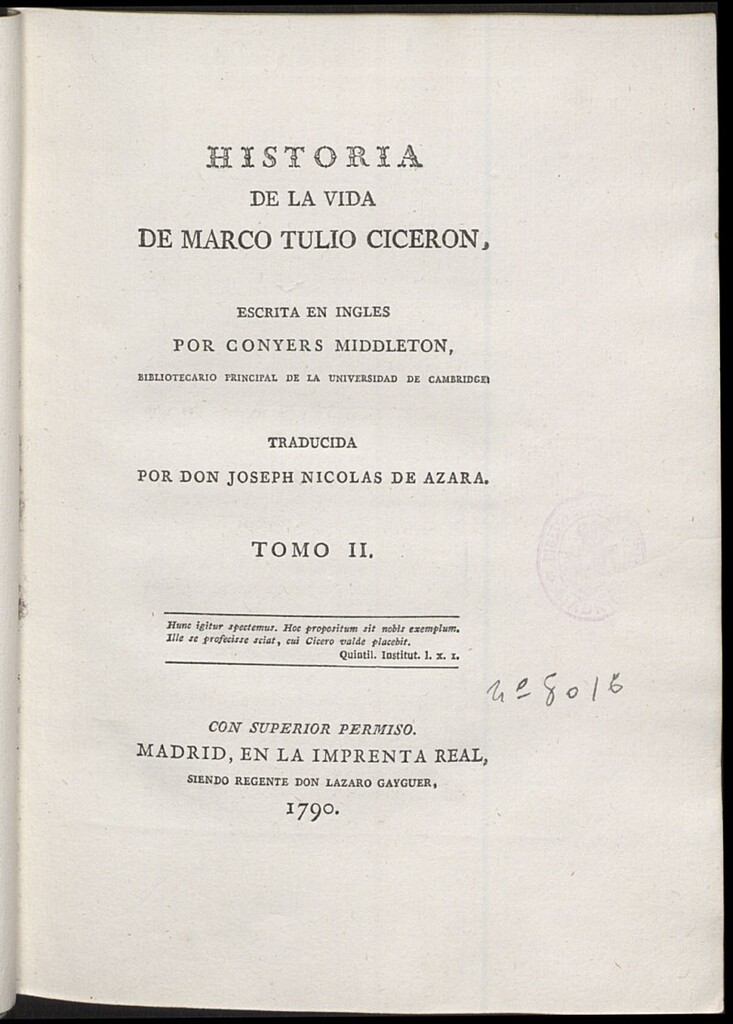 HISTORIA
DE LA VIDA
DE MARCO TULIO CICERON,
ESCRITA EN INGLES
POR CONYERS MIDDLETON,
BIBLIOTECARIO PRINCIPAL DE LA UNIVERSIDAD DE CAMBRIDGE;
TRADUCIDA
POR DON JOSEPH NICOLAS DE AZARA.
TOMO II.
Hunc igitur spectemus. Hoc propositum sit nobis exemplum.
Ille se profecisse sciat, cui Cicero valde placebit.
Quintil. Institut. l. x. 1.
nº 8016
CON SUPERIOR PERMISO.
MADRID, EN LA IMPRENTA REAL,
SIENDO REGENTE DON LAZARO GAYGUER,
1790.